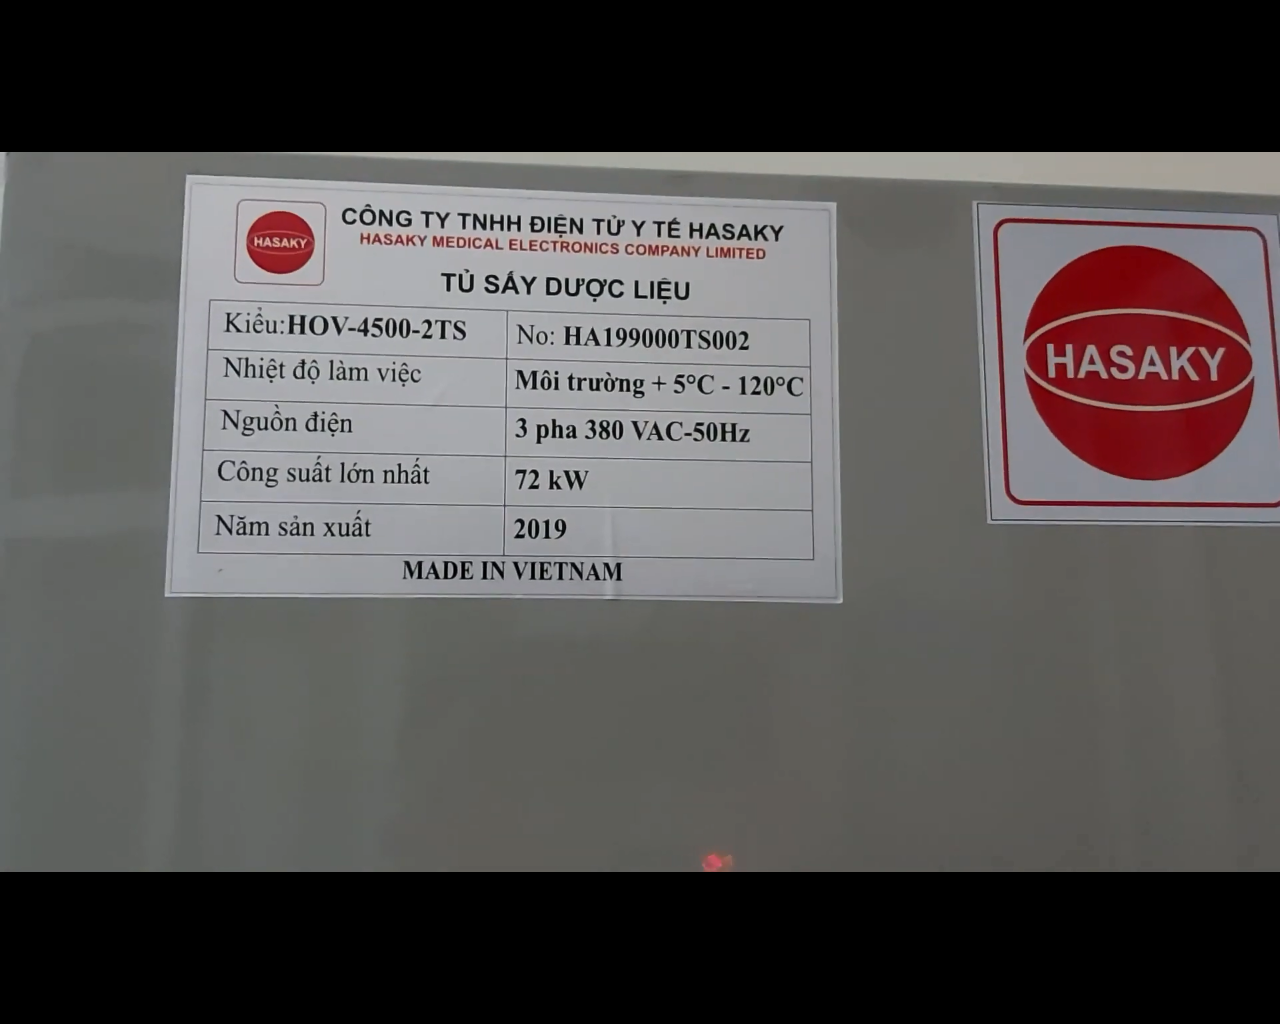 HASAKY
CÔNG TY TNHH ĐIỆN TỬ Y TẾ HASAKY
HASAKY MEDICAL ELECTRONICS COMPANY LIMITED
TỦ SẤY DƯỢC LIỆU
Kiểu:HOV-4500-2TS No: HA199000TS002
Nhiệt độ làm việc Môi trường + 5°C - 120°C
Nguồn điện 3 pha 380 VAC-50Hz
Công suất lớn nhất 72 kW
Năm sản xuất 2019
MADE IN VIETNAM
HASAKY